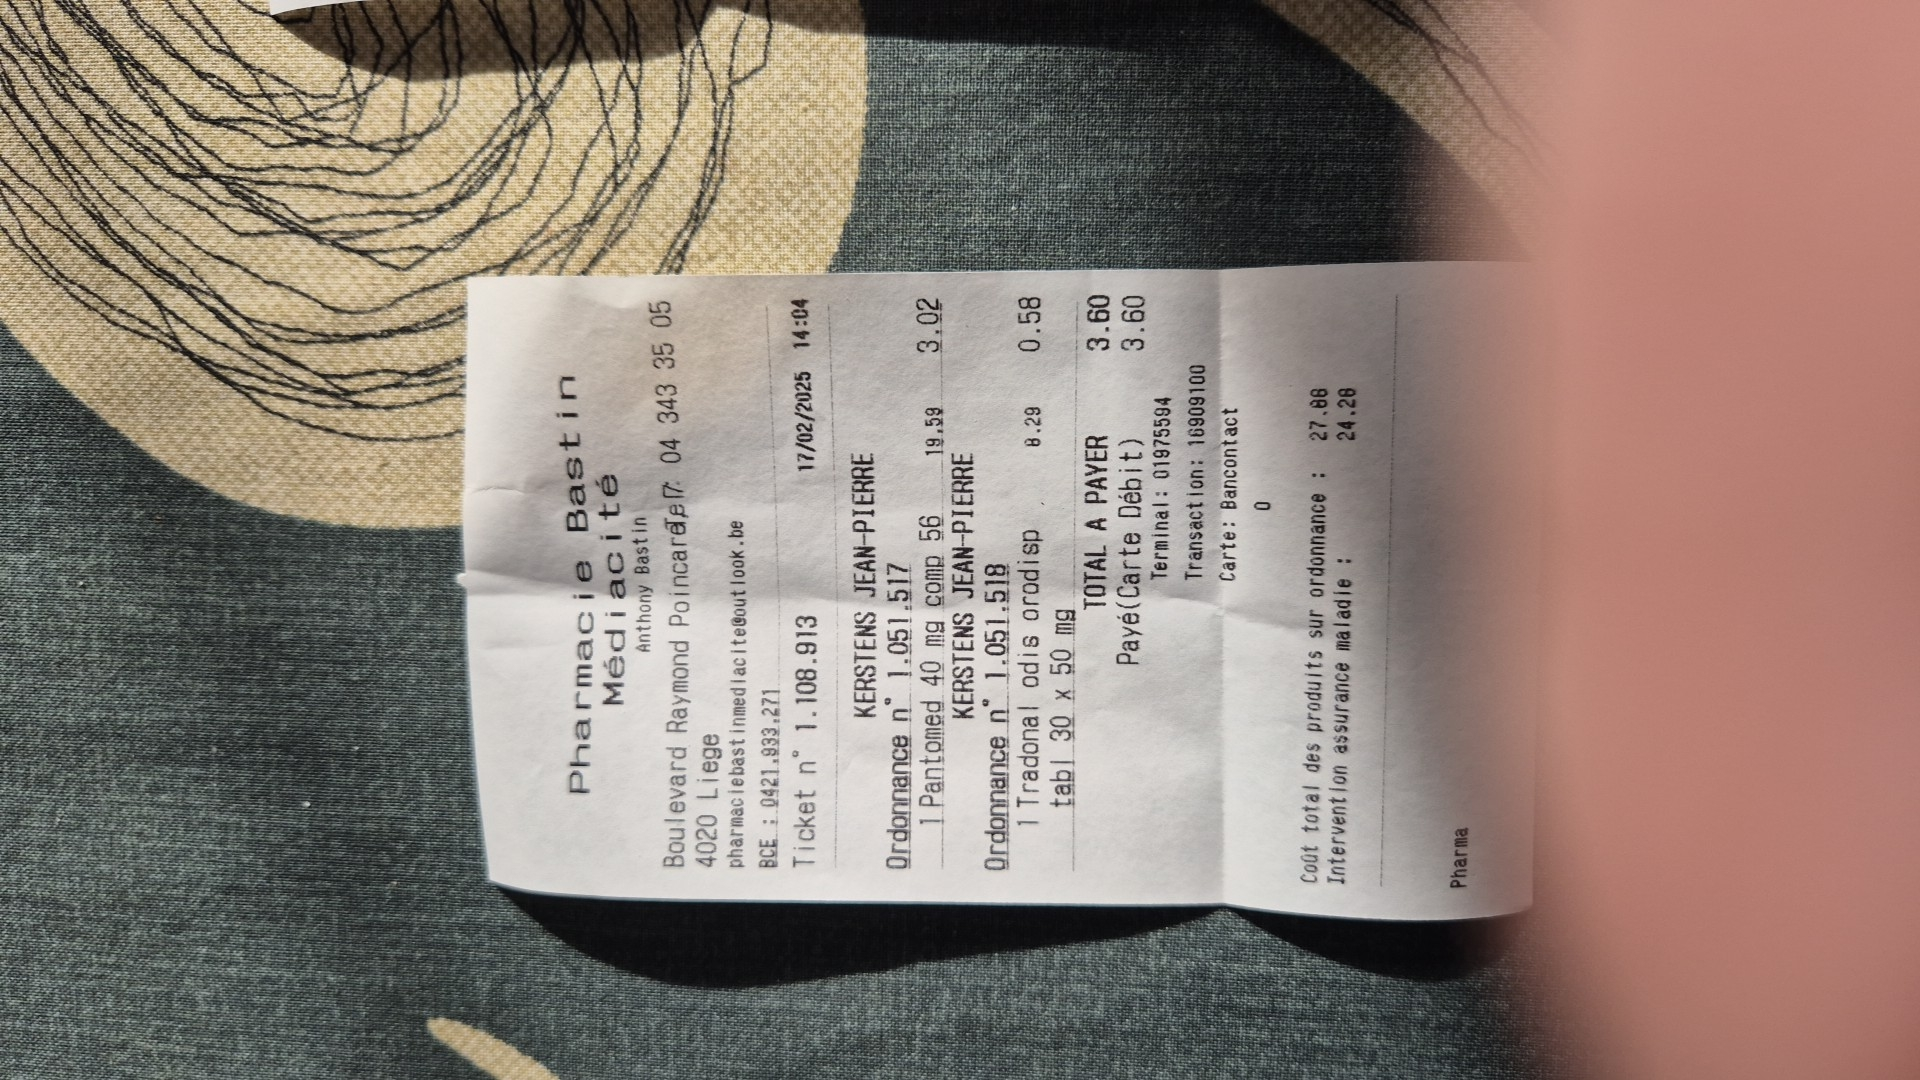 Pharmacie Bastin
Médiacité
Anthony Bastin
Boulevard Raymond Poincaré, 7 Tel : 04 343 35 05
4020 Liege
pharmaciebastinmediacite@outlook.be
BCE : 0421.933.271
Ticket n° 1.108.913 17/02/2025 14:04
KERSTENS JEAN-PIERRE
Ordonnance n° 1.051.517
1 Pantomed 40 mg comp 56 19.59 3.02
KERSTENS JEAN-PIERRE
Ordonnance n° 1.051.518
1 Tradonal odis orodisp 8.29 0.58
tabl 30 x 50 mg
TOTAL A PAYER 3.60
Payé(Carte Débit) 3.60
Terminal: 01975594
Transaction: 16909100
Carte: Bancontact
0
Coût total des produits sur ordonnance : 27.88
Intervention assurance maladie : 24.28
Pharma